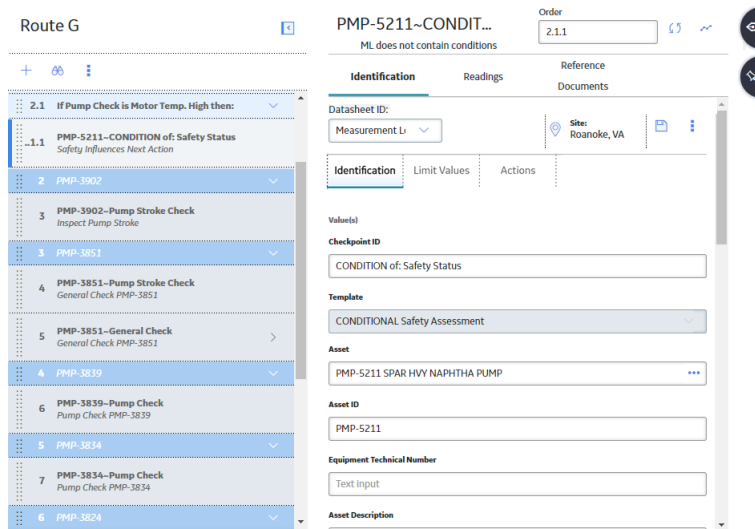 Route G
2.1 If Pump Check is Motor Temp. High then:
..1.1 PMP-5211~CONDITION of: Safety Status
Safety Influences Next Action
2 PMP-3902
3 PMP-3902~Pump Stroke Check
Inspect Pump Stroke
3 PMP-3851
4 PMP-3851~Pump Stroke Check
General Check PMP-3851
5 PMP-3851~General Check
General Check PMP-3851
4 PMP-3839
6 PMP-3839~Pump Check
Pump Check PMP-3839
5 PMP-3834
7 PMP-3834~Pump Check
Pump Check PMP-3834
6 PMP-3824
PMP-5211~CONDIT...
ML does not contain conditions
Order
2.1.1
Identification Readings Reference Documents
Datasheet ID:
Measurement Lo
Site:
Roanoke, VA
Identification Limit Values Actions
Value(s)
Checkpoint ID
CONDITION of: Safety Status
Template
CONDITIONAL Safety Assessment
Asset
PMP-5211 SPAR HVY NAPHTHA PUMP
Asset ID
PMP-5211
Equipment Technical Number
Text input
Asset Description